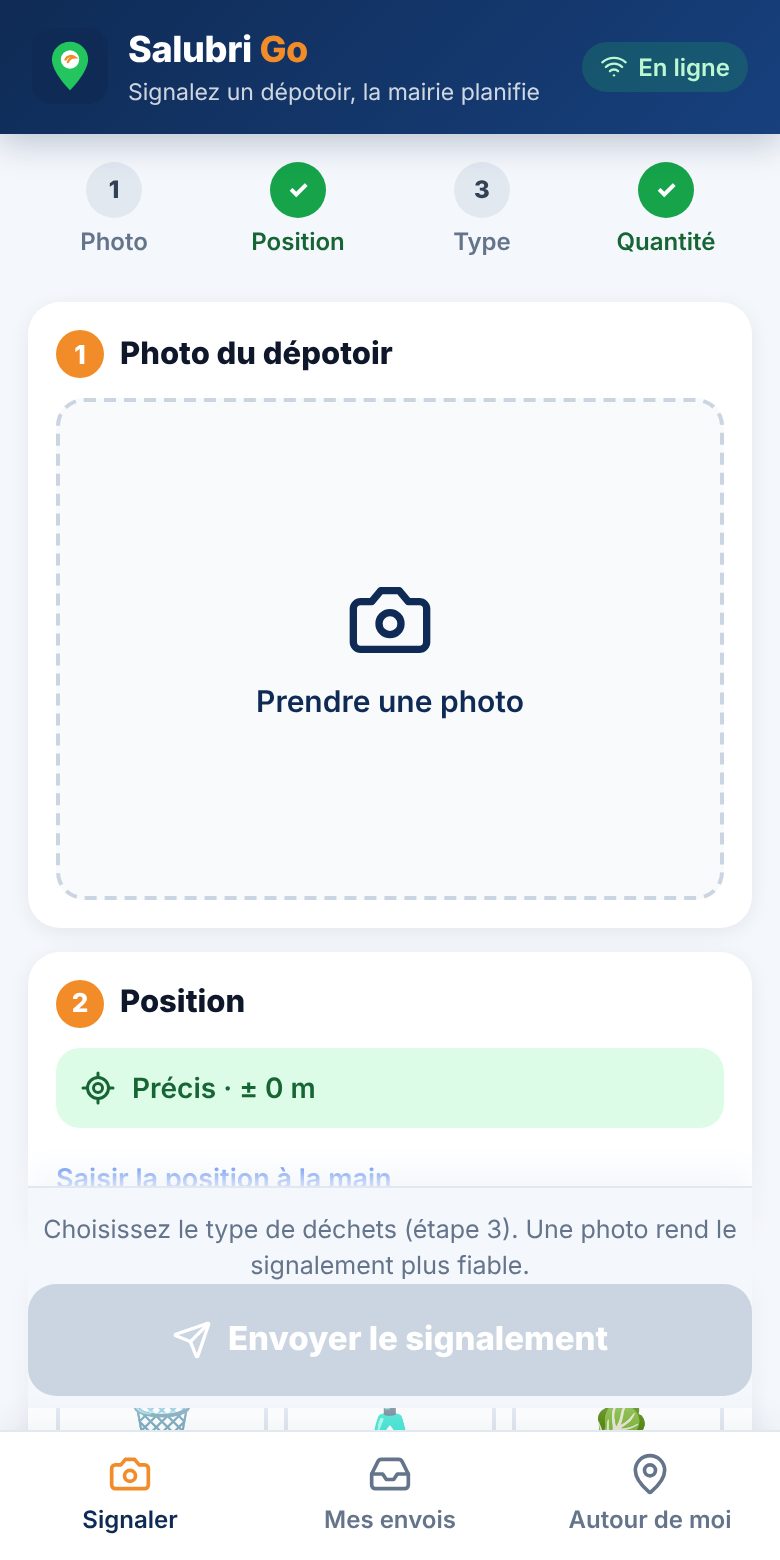 Salubri Go
Signalez un dépotoir, la mairie planifie
En ligne
1
3
Photo
Position
Type
Quantité
1
Photo du dépotoir
Prendre une photo
2
Position
Précis · ± 0 m
Saisir la position à la main
Choisissez le type de déchets (étape 3). Une photo rend le
signalement plus fiable.
Envoyer le signalement
Signaler
Mes envois
Autour de moi